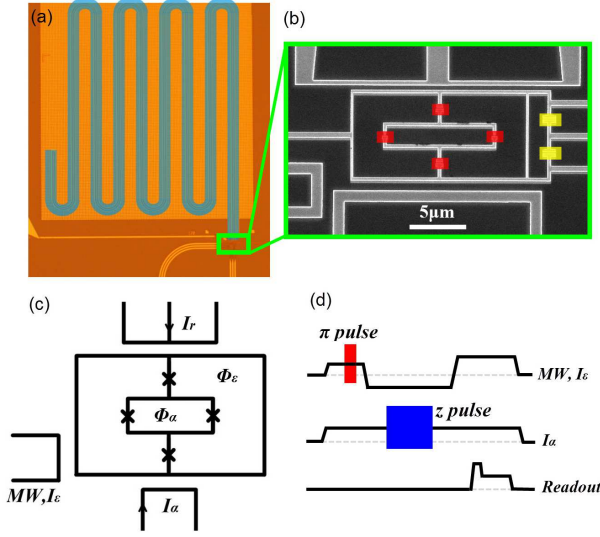 (a)
(b)
5μm
(c)
Ir
Φε
Φα
MW,Iε
Iα
(d)
π pulse
MW, Iε
z pulse
Iα
Readout